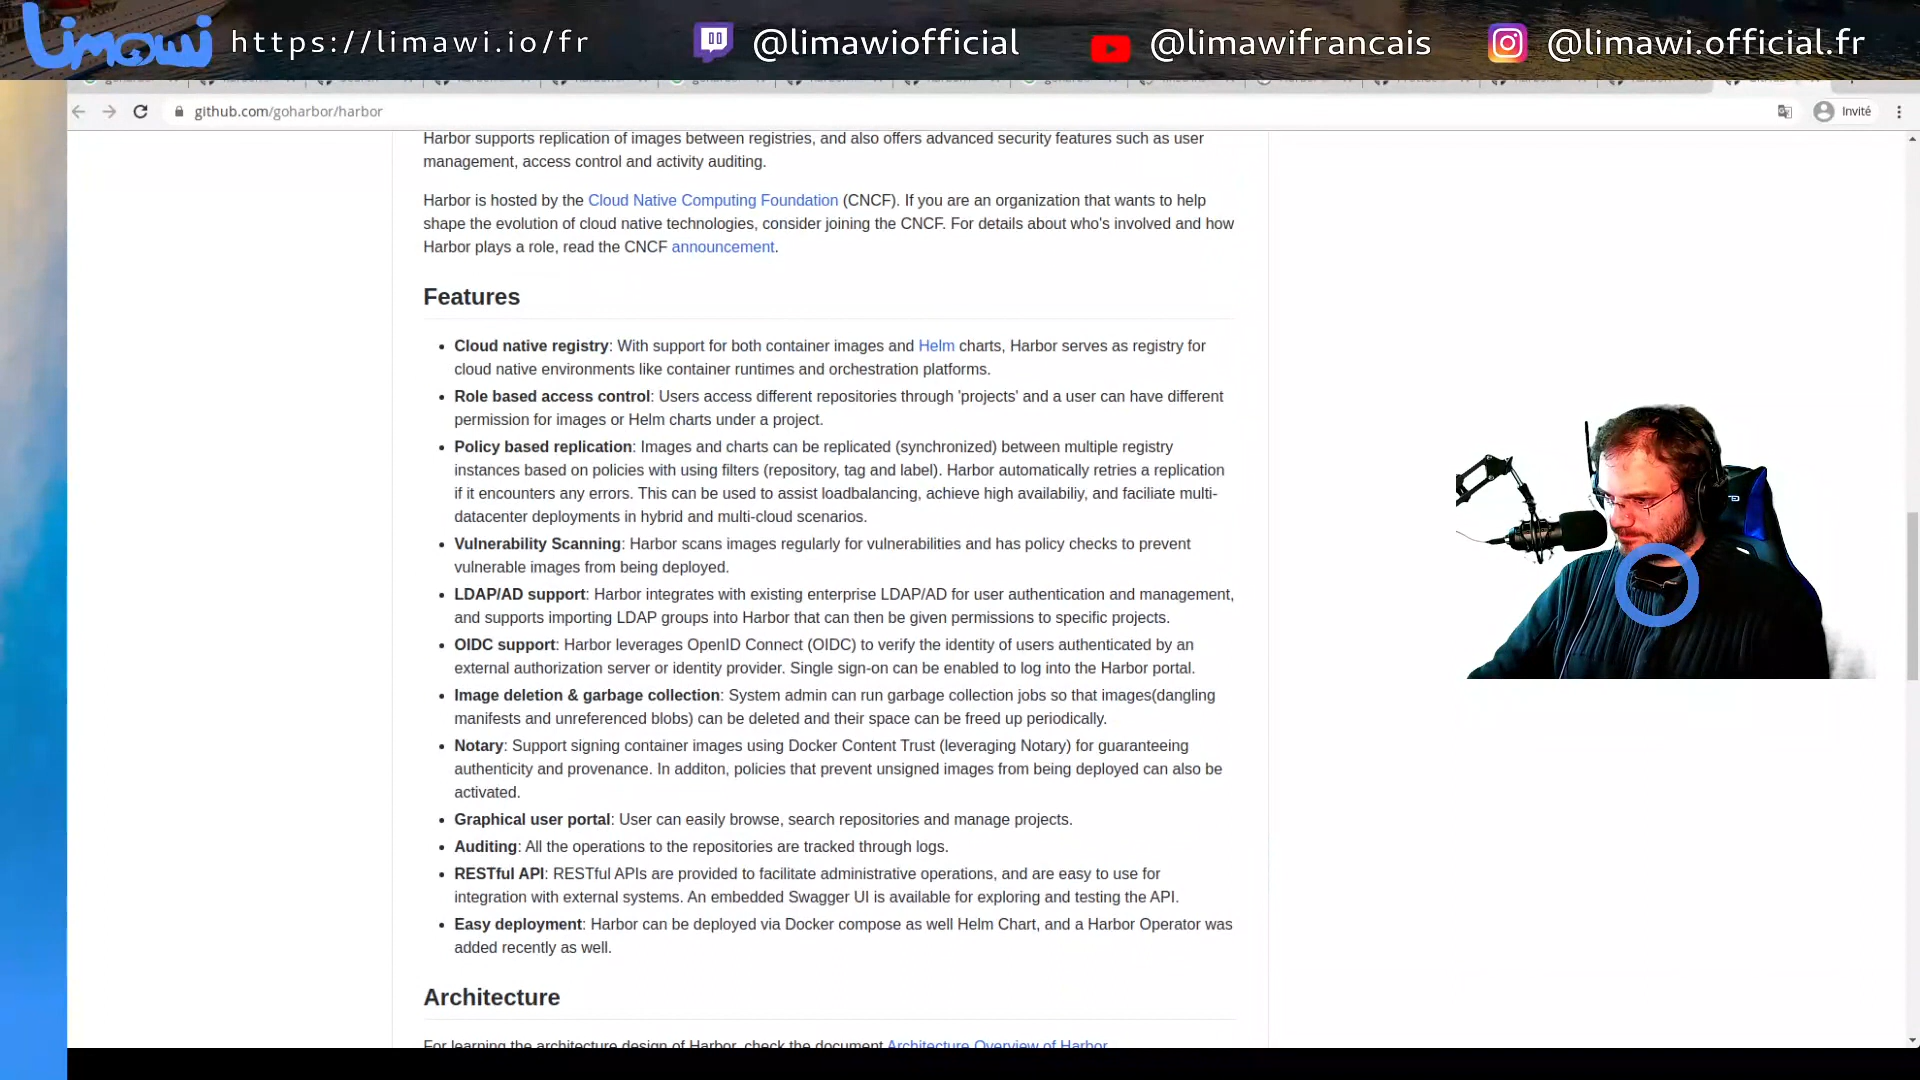 Limawi https://limawi.io/fr @limawiofficial @limawifrancais @limawi.official.fr
github.com/goharbor/harbor Invité
Harbor supports replication of images between registries, and also offers advanced security features such as user
management, access control and activity auditing.
Harbor is hosted by the Cloud Native Computing Foundation (CNCF). If you are an organization that wants to help
shape the evolution of cloud native technologies, consider joining the CNCF. For details about who's involved and how
Harbor plays a role, read the CNCF announcement.
Features
Cloud native registry: With support for both container images and Helm charts, Harbor serves as registry for
cloud native environments like container runtimes and orchestration platforms.
Role based access control: Users access different repositories through 'projects' and a user can have different
permission for images or Helm charts under a project.
Policy based replication: Images and charts can be replicated (synchronized) between multiple registry
instances based on policies with using filters (repository, tag and label). Harbor automatically retries a replication
if it encounters any errors. This can be used to assist loadbalancing, achieve high availabiliy, and faciliate multi-
datacenter deployments in hybrid and multi-cloud scenarios.
Vulnerability Scanning: Harbor scans images regularly for vulnerabilities and has policy checks to prevent
vulnerable images from being deployed.
LDAP/AD support: Harbor integrates with existing enterprise LDAP/AD for user authentication and management,
and supports importing LDAP groups into Harbor that can then be given permissions to specific projects.
OIDC support: Harbor leverages OpenID Connect (OIDC) to verify the identity of users authenticated by an
external authorization server or identity provider. Single sign-on can be enabled to log into the Harbor portal.
Image deletion & garbage collection: System admin can run garbage collection jobs so that images(dangling
manifests and unreferenced blobs) can be deleted and their space can be freed up periodically.
Notary: Support signing container images using Docker Content Trust (leveraging Notary) for guaranteeing
authenticity and provenance. In additon, policies that prevent unsigned images from being deployed can also be
activated.
Graphical user portal: User can easily browse, search repositories and manage projects.
Auditing: All the operations to the repositories are tracked through logs.
RESTful API: RESTful APIs are provided to facilitate administrative operations, and are easy to use for
integration with external systems. An embedded Swagger UI is available for exploring and testing the API.
Easy deployment: Harbor can be deployed via Docker compose as well Helm Chart, and a Harbor Operator was
added recently as well.
Architecture
For learning the architecture design of Harbor, check the document Architecture Overview of Harbor.